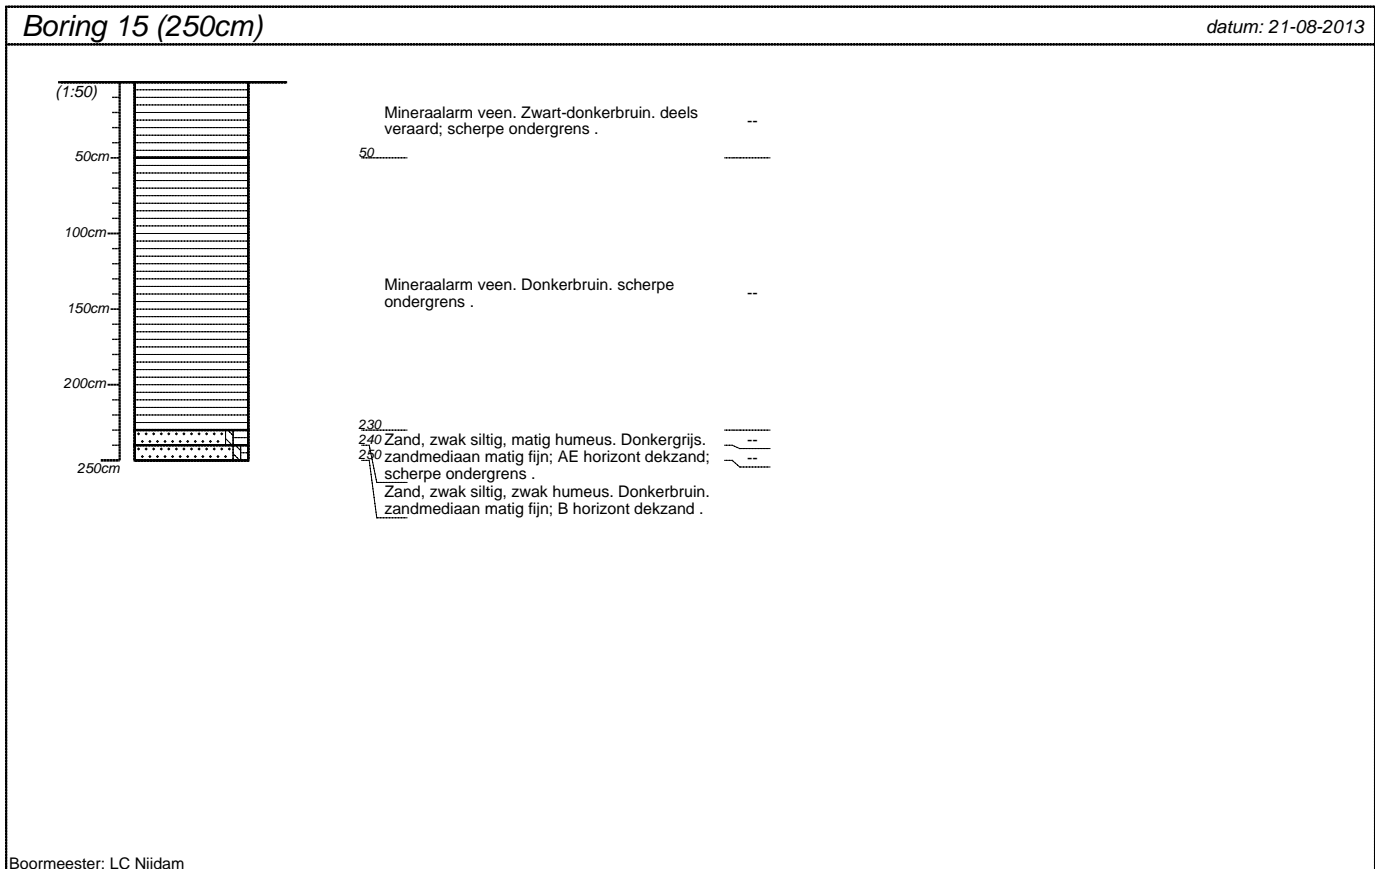 Boring 15 (250cm)
datum: 21-08-2013
(1:50)
50cm
100cm
150cm
200cm
250cm
Mineraalarm veen. Zwart-donkerbruin. deels
veraard; scherpe ondergrens .
--
50
Mineraalarm veen. Donkerbruin. scherpe
ondergrens .
--
230
240
250
Zand, zwak siltig, matig humeus. Donkergrijs.
zandmediaan matig fijn; AE horizont dekzand;
scherpe ondergrens .
--
Zand, zwak siltig, zwak humeus. Donkerbruin.
zandmediaan matig fijn; B horizont dekzand .
--
Boormeester: LC Nijdam